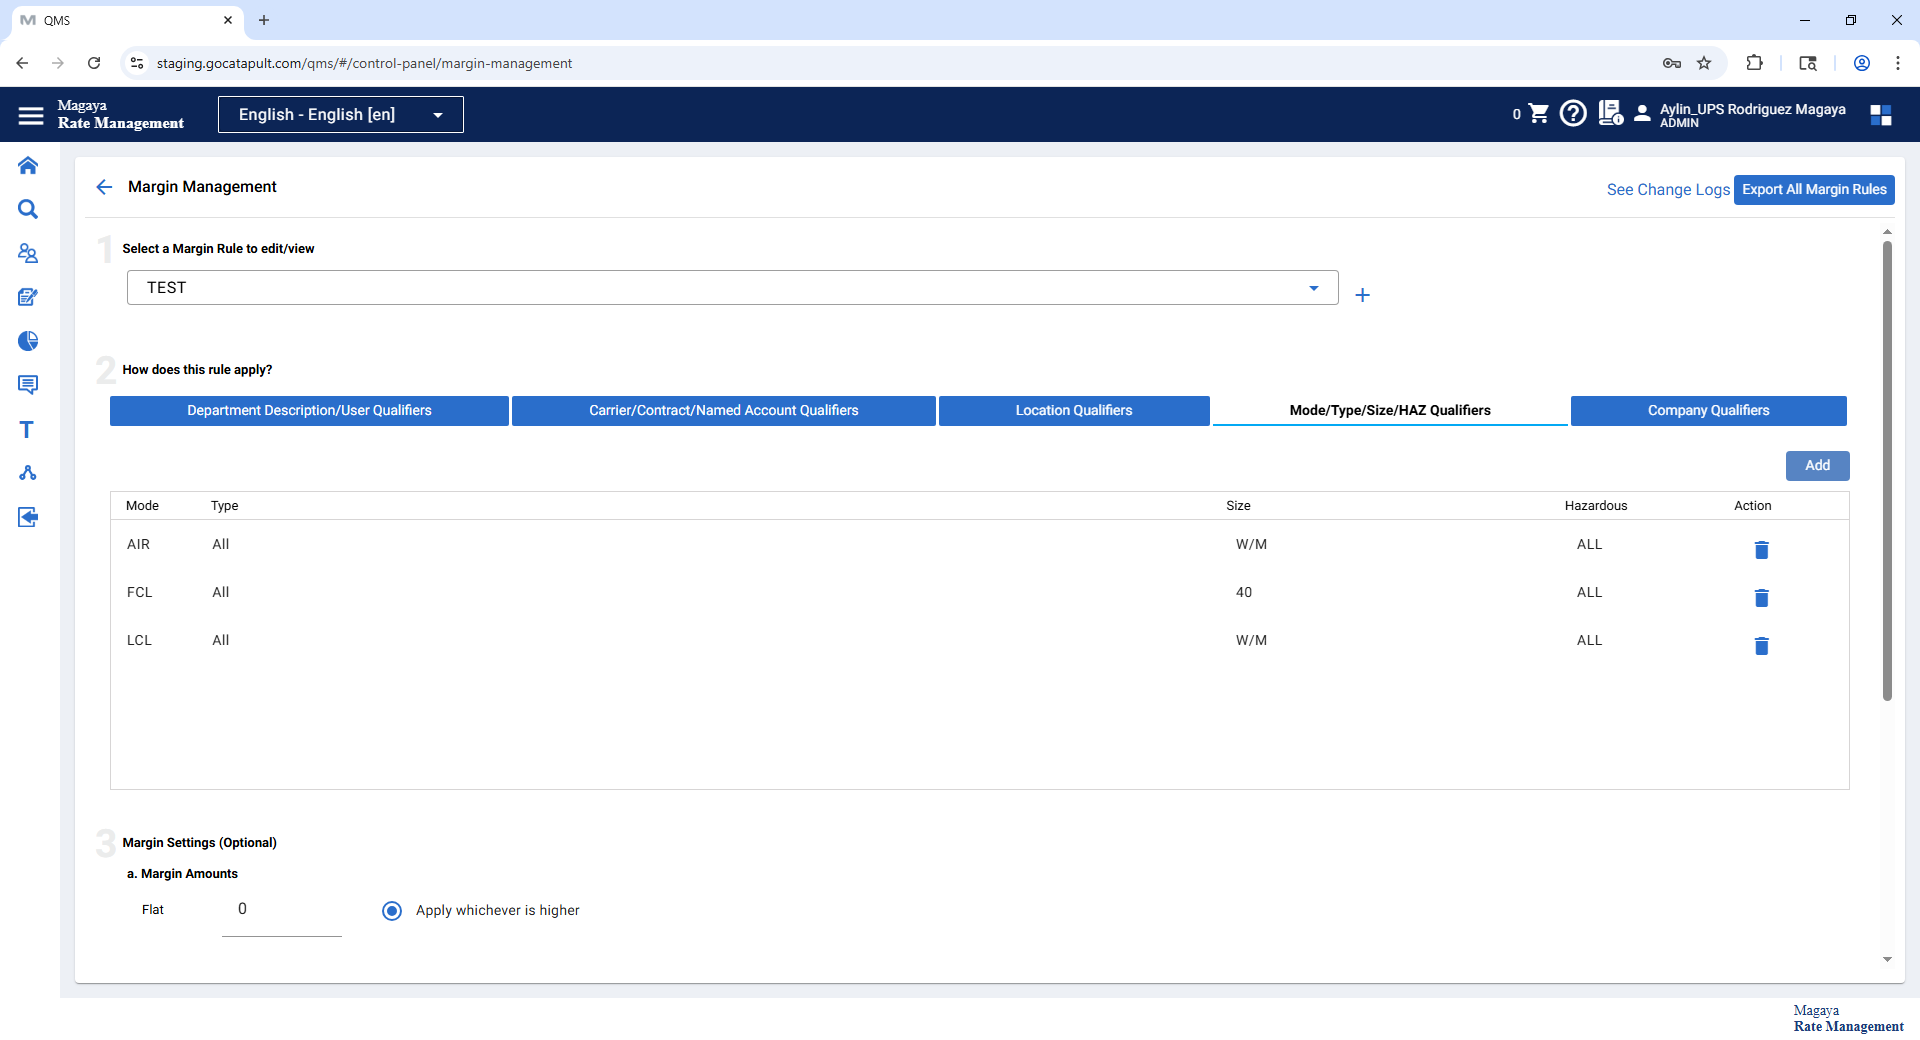 QMS
staging.gocatapult.com/qms/#/control-panel/margin-management
Magaya
Rate Management
English - English [en]
0
Aylin_UPS Rodriguez Magaya
ADMIN
Margin Management
See Change Logs
Export All Margin Rules
1
Select a Margin Rule to edit/view
TEST
2
How does this rule apply?
Department Description/User Qualifiers
Carrier/Contract/Named Account Qualifiers
Location Qualifiers
Mode/Type/Size/HAZ Qualifiers
Company Qualifiers
Add
Mode Type Size Hazardous Action
AIR All W/M ALL
FCL All 40 ALL
LCL All W/M ALL
3
Margin Settings (Optional)
a. Margin Amounts
Flat 0 Apply whichever is higher
Magaya
Rate Management